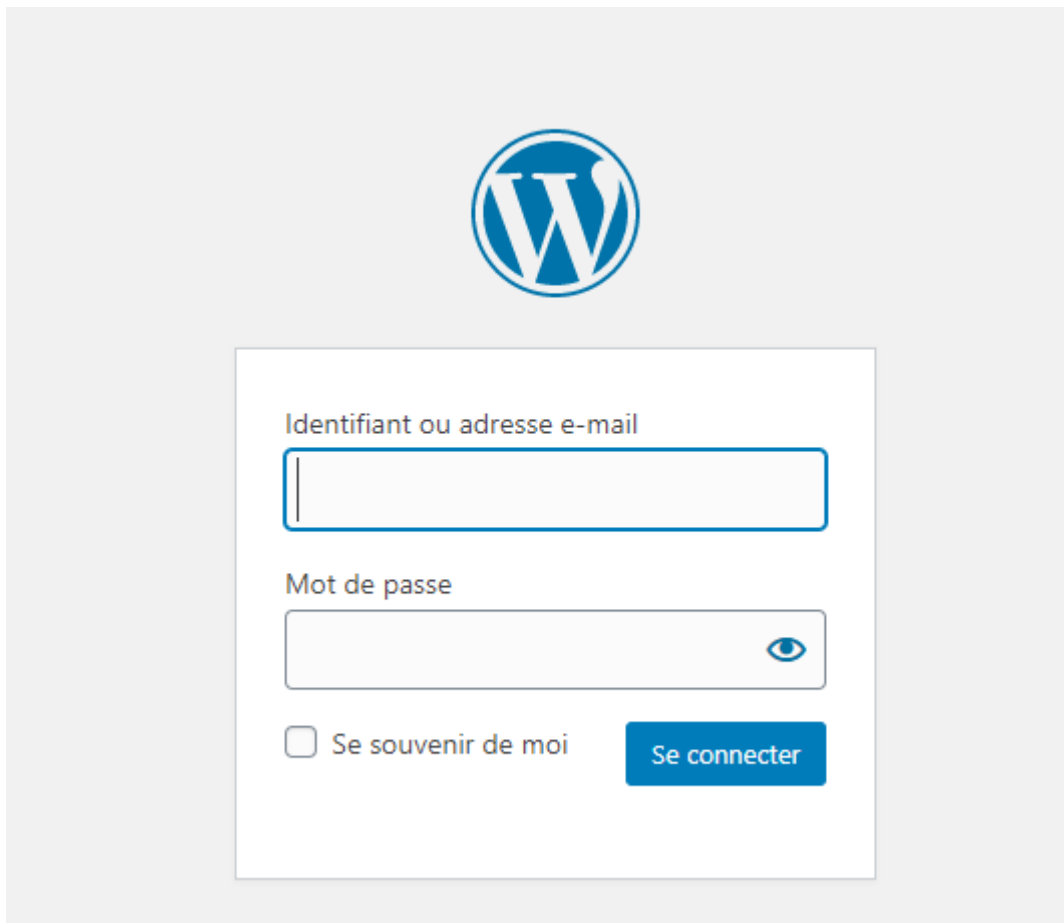 Identifiant ou adresse e-mail
Mot de passe
Se souvenir de moi
Se connecter